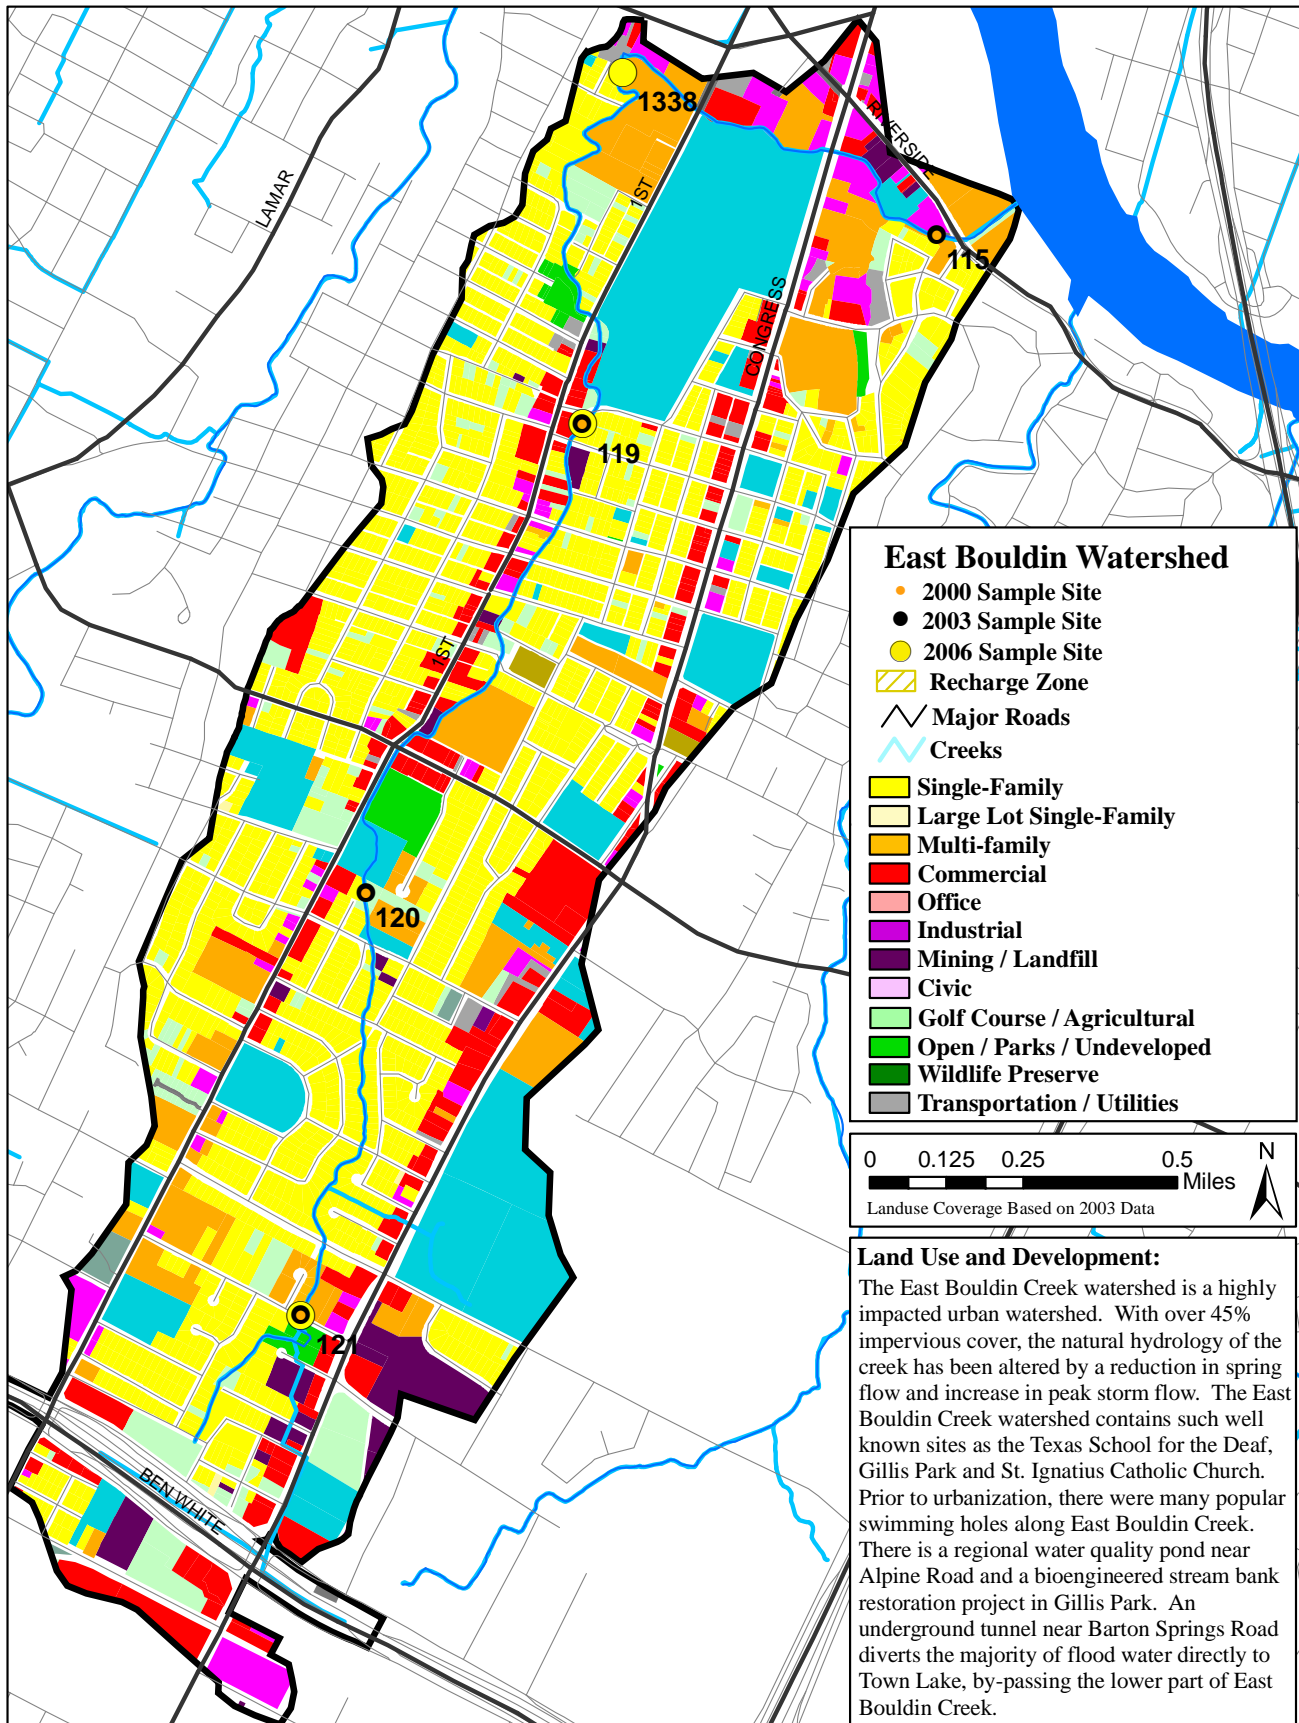 1338
RIVERSIDE
LAMAR
1ST
115
CONGRESS
119
East Bouldin Watershed
2000 Sample Site
2003 Sample Site
2006 Sample Site
Recharge Zone
Major Roads
Creeks
Single-Family
Large Lot Single-Family
Multi-family
Commercial
Office
Industrial
Mining / Landfill
Civic
Golf Course / Agricultural
Open / Parks / Undeveloped
Wildlife Preserve
Transportation / Utilities
1ST
120
0 0.125 0.25 0.5
Miles
N
Landuse Coverage Based on 2003 Data
121
BEN WHITE
Land Use and Development:
The East Bouldin Creek watershed is a highly
impacted urban watershed. With over 45%
impervious cover, the natural hydrology of the
creek has been altered by a reduction in spring
flow and increase in peak storm flow. The East
Bouldin Creek watershed contains such well
known sites as the Texas School for the Deaf,
Gillis Park and St. Ignatius Catholic Church.
Prior to urbanization, there were many popular
swimming holes along East Bouldin Creek.
There is a regional water quality pond near
Alpine Road and a bioengineered stream bank
restoration project in Gillis Park. An
underground tunnel near Barton Springs Road
diverts the majority of flood water directly to
Town Lake, by-passing the lower part of East
Bouldin Creek.